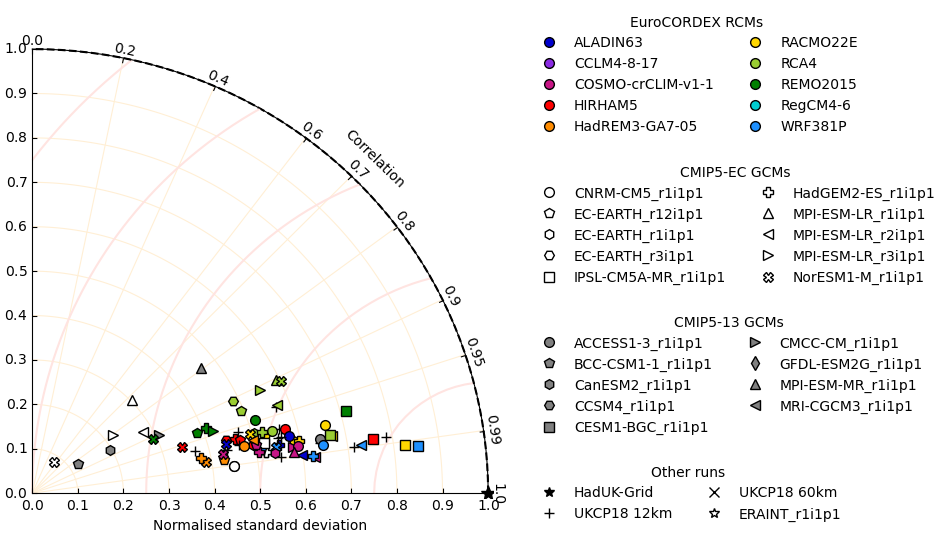 EuroCORDEX RCMs
ALADIN63
CCLM4-8-17
COSMO-crCLIM-v1-1
HIRHAM5
HadREM3-GA7-05
RACMO22E
RCA4
REMO2015
RegCM4-6
WRF381P
CMIP5-EC GCMs
CNRM-CM5_r1i1p1
EC-EARTH_r12i1p1
EC-EARTH_r1i1p1
EC-EARTH_r3i1p1
IPSL-CM5A-MR_r1i1p1
HadGEM2-ES_r1i1p1
MPI-ESM-LR_r1i1p1
MPI-ESM-LR_r2i1p1
MPI-ESM-LR_r3i1p1
NorESM1-M_r1i1p1
CMIP5-13 GCMs
ACCESS1-3_r1i1p1
BCC-CSM1-1_r1i1p1
CanESM2_r1i1p1
CCSM4_r1i1p1
CESM1-BGC_r1i1p1
CMCC-CM_r1i1p1
GFDL-ESM2G_r1i1p1
MPI-ESM-MR_r1i1p1
MRI-CGCM3_r1i1p1
Other runs
HadUK-Grid
UKCP18 12km
UKCP18 60km
ERAINT_r1i1p1
1.0
0.9
0.8
0.7
0.6
0.5
0.4
0.3
0.2
0.1
0.0
0.0
0.2
0.4
0.6
Correlation
0.7
0.8
0.9
0.95
0.99
1.0
0.0
0.1
0.2
0.3
0.4
0.5
0.6
0.7
0.8
0.9
1.0
Normalised standard deviation